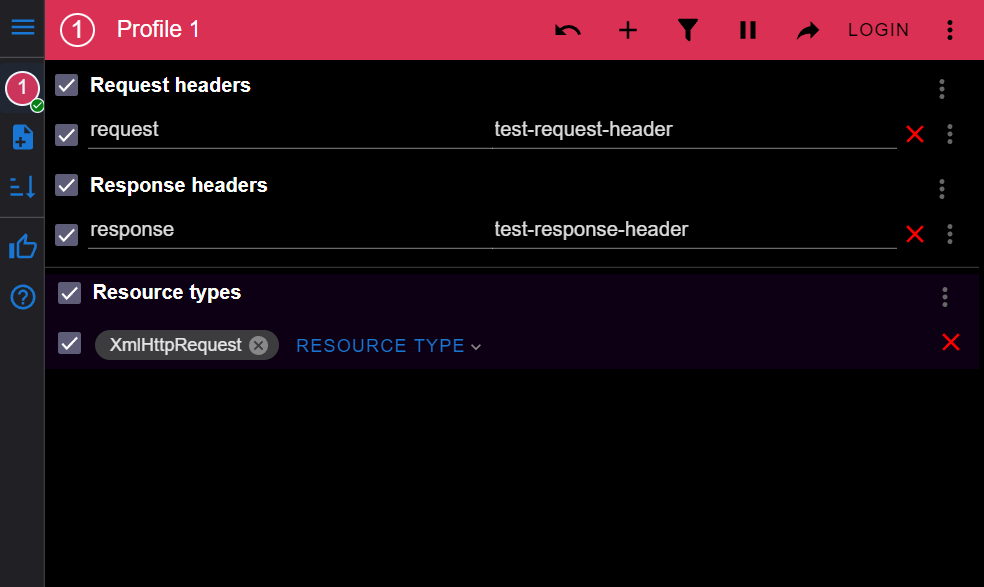 1 Profile 1 LOGIN
1
Request headers
request test-request-header
Response headers
response test-response-header
Resource types
XmlHttpRequest RESOURCE TYPE